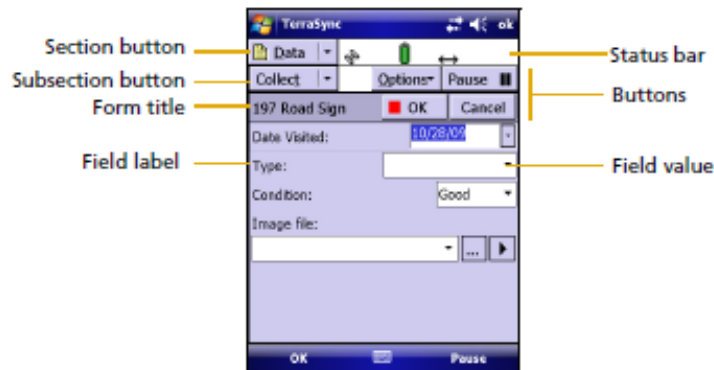 TerraSync ok
Section button Data Status bar
Subsection button Collect Options Pause Buttons
Form title 197 Road Sign OK Cancel
Date Visited: 10/28/09
Field label Type: Field value
Condition: Good
Image file:
...
OK Pause